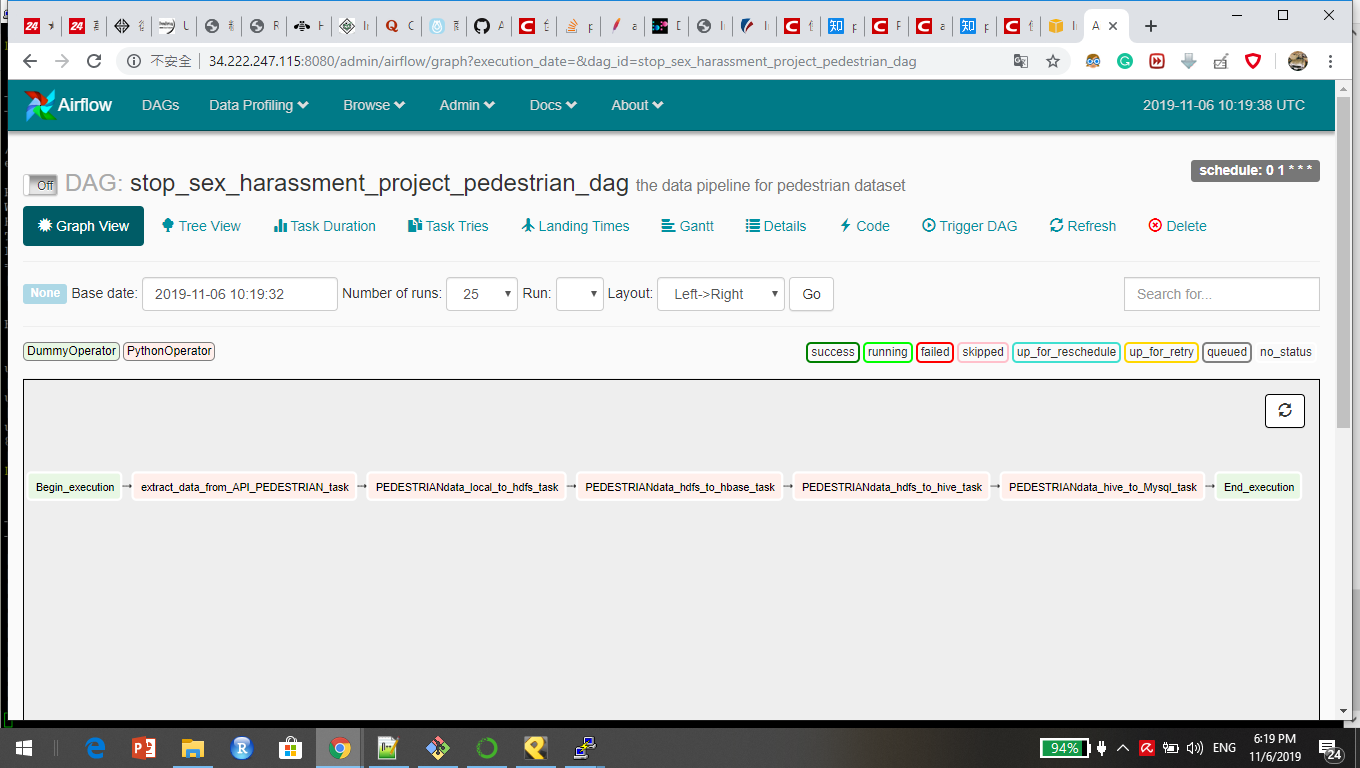 不安全 34.222.247.115:8080/admin/airflow/graph?execution_date=&dag_id=stop_sex_harassment_project_pedestrian_dag
Airflow DAGs Data Profiling Browse Admin Docs About 2019-11-06 10:19:38 UTC
schedule: 0 1 * * *
Off DAG: stop_sex_harassment_project_pedestrian_dag the data pipeline for pedestrian dataset
Graph View Tree View Task Duration Task Tries Landing Times Gantt Details Code Trigger DAG Refresh Delete
None Base date: 2019-11-06 10:19:32 Number of runs: 25 Run: Layout: Left->Right Go Search for...
DummyOperator PythonOperator success running failed skipped up_for_reschedule up_for_retry queued no_status
Begin_execution extract_data_from_API_PEDESTRIAN_task PEDESTRIANdata_local_to_hdfs_task PEDESTRIANdata_hdfs_to_hbase_task PEDESTRIANdata_hdfs_to_hive_task PEDESTRIANdata_hive_to_Mysql_task End_execution
94% ENG 6:19 PM
11/6/2019 24